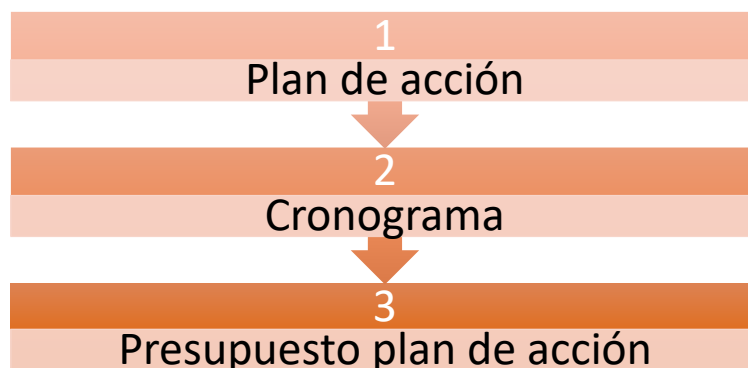 1
Plan de acción
2
Cronograma
3
Presupuesto plan de acción